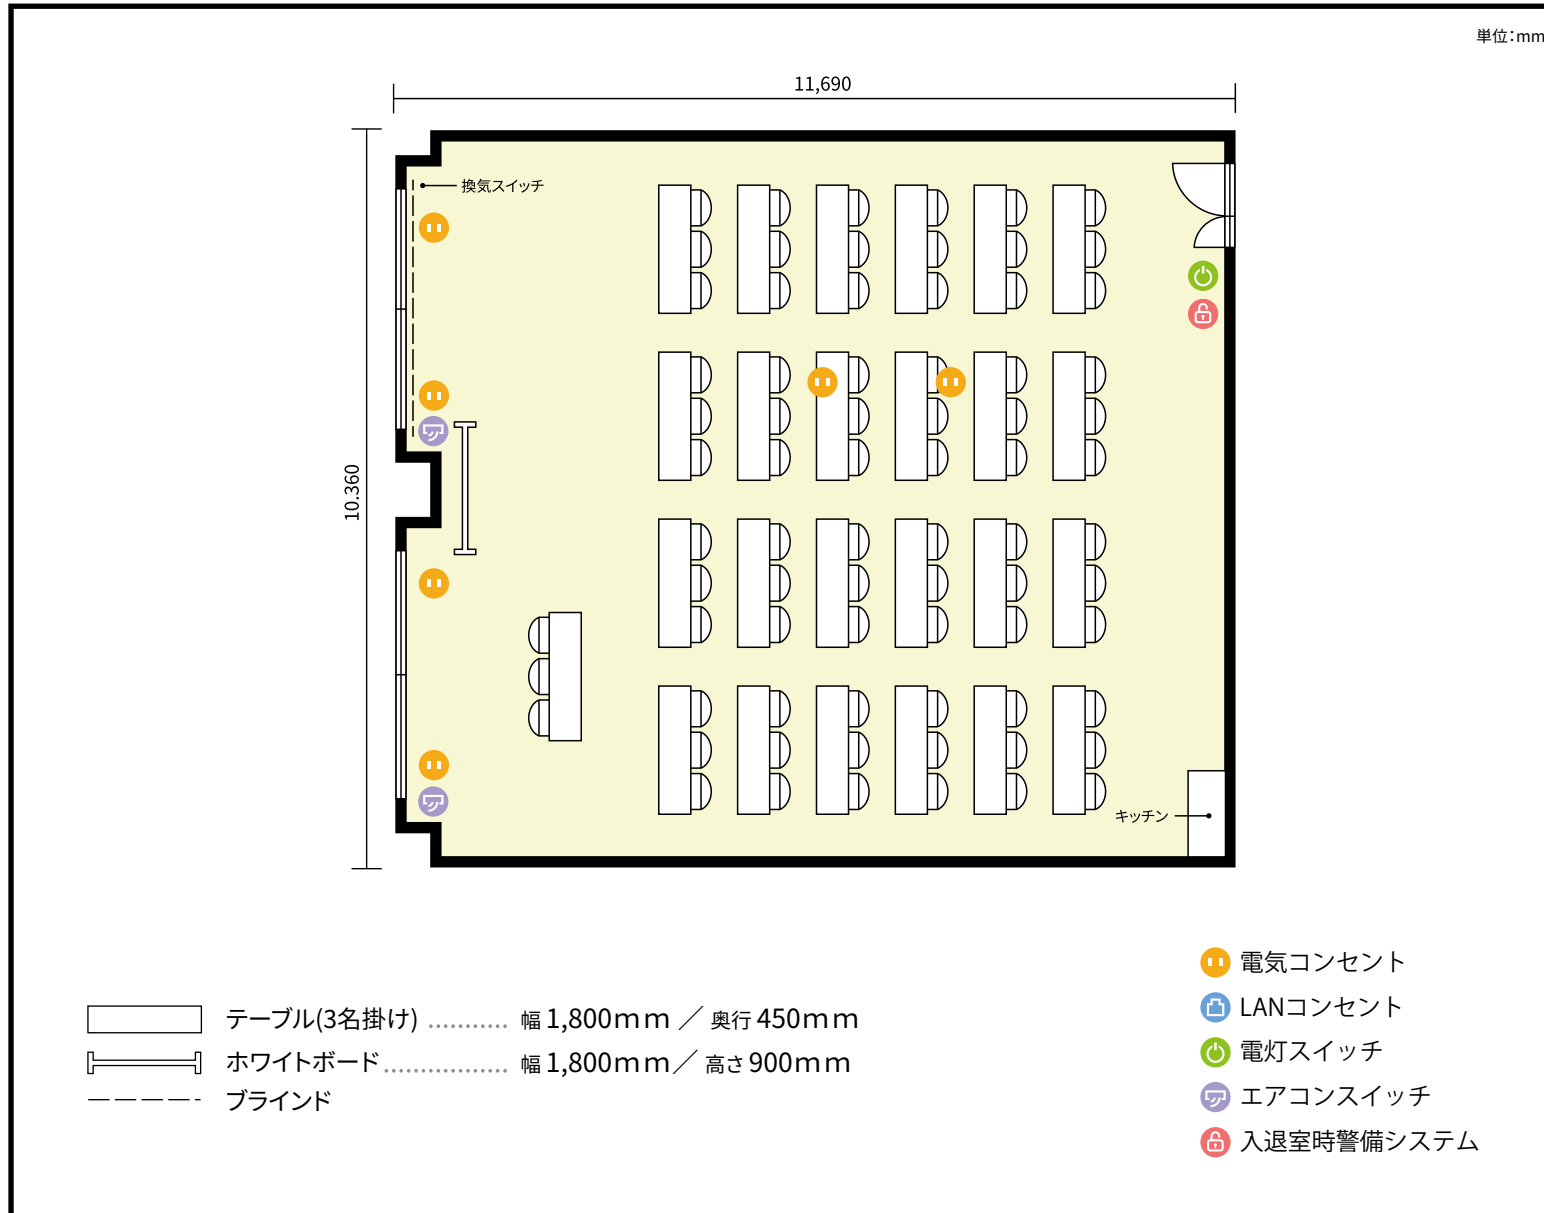 単位：mm
11,690
換気スイッチ
10.360
キッチン
テーブル(3名掛け) ........... 幅 1,800mm ／ 奥行 450mm
ホワイトボード ................. 幅 1,800mm ／ 高さ 900mm
ブラインド
電気コンセント
LANコンセント
電灯スイッチ
エアコンスイッチ
入退室時警備システム